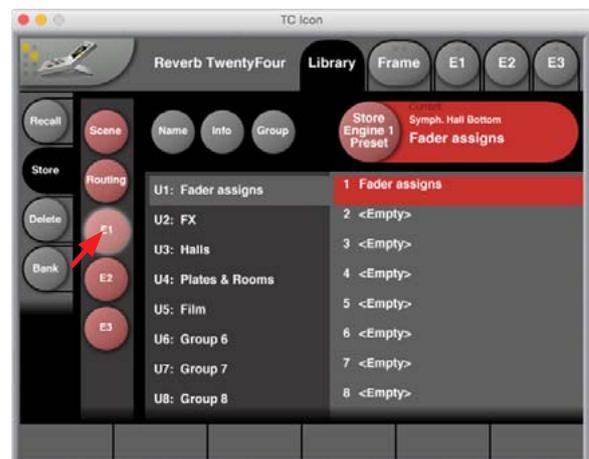 TC Icon
Reverb TwentyFour
Library
Frame
E1
E2
E3
Recall
Store
Delete
Bank
Scene
Routing
E1
E2
E3
Name
Info
Group
Store
Engine 1
Preset
Current
Symph. Hall Bottom
Fader assigns
U1: Fader assigns
U2: FX
U3: Halls
U4: Plates & Rooms
U5: Film
U6: Group 6
U7: Group 7
U8: Group 8
1 Fader assigns
2 <Empty>
3 <Empty>
4 <Empty>
5 <Empty>
6 <Empty>
7 <Empty>
8 <Empty>